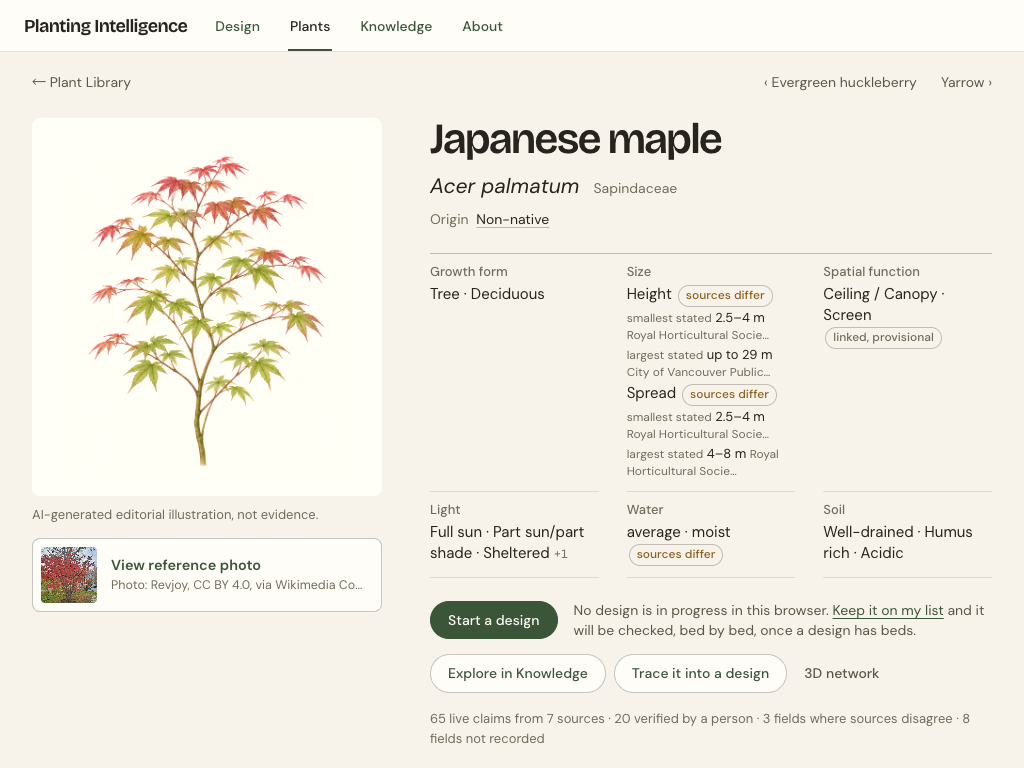 Planting Intelligence
Design
Plants
Knowledge
About
← Plant Library
‹ Evergreen huckleberry
Yarrow ›
Japanese maple
Acer palmatum Sapindaceae
Origin Non-native
Growth form
Tree · Deciduous
Size
Height sources differ
smallest stated 2.5–4 m
Royal Horticultural Socie…
largest stated up to 29 m
City of Vancouver Public…
Spread sources differ
smallest stated 2.5–4 m
Royal Horticultural Socie…
largest stated 4–8 m Royal
Horticultural Socie…
Spatial function
Ceiling / Canopy ·
Screen
linked, provisional
Light
Full sun · Part sun/part
shade · Sheltered +1
Water
average · moist
sources differ
Soil
Well-drained · Humus
rich · Acidic
AI-generated editorial illustration, not evidence.
View reference photo
Photo: Revjoy, CC BY 4.0, via Wikimedia Co…
Start a design
No design is in progress in this browser. Keep it on my list and it
will be checked, bed by bed, once a design has beds.
Explore in Knowledge
Trace it into a design
3D network
65 live claims from 7 sources · 20 verified by a person · 3 fields where sources disagree · 8
fields not recorded